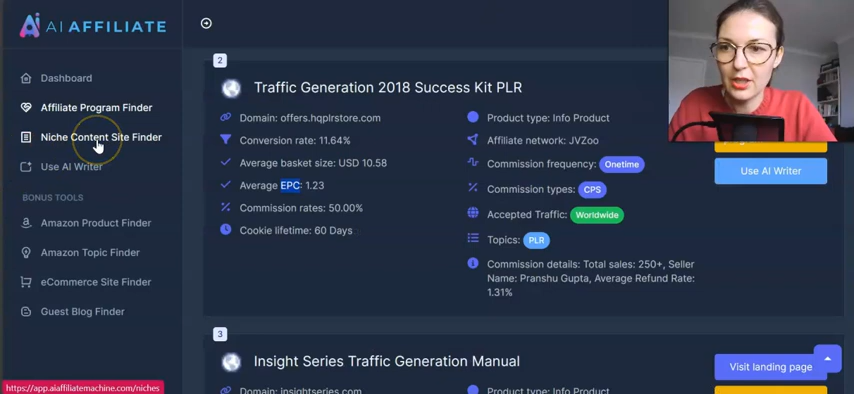 AI AFFILIATE
Dashboard
Affiliate Program Finder
Niche Content Site Finder
Use AI Writer
BONUS TOOLS
Amazon Product Finder
Amazon Topic Finder
eCommerce Site Finder
Guest Blog Finder
https://app.aiaffiliatemachine.com/niches
2
Traffic Generation 2018 Success Kit PLR
Domain: offers.hqplrstore.com
Conversion rate: 11.64%
Average basket size: USD 10.58
Average EPC: 1.23
Commission rates: 50.00%
Cookie lifetime: 60 Days
Product type: Info Product
Affiliate network: JVZoo
Commission frequency: Onetime
Commission types: CPS
Accepted Traffic: Worldwide
Topics: PLR
Commission details: Total sales: 250+, Seller
Name: Pranshu Gupta, Average Refund Rate:
1.31%
Use AI Writer
3
Insight Series Traffic Generation Manual
Domain: insightseries.com
Product type: Info Product
Visit landing page